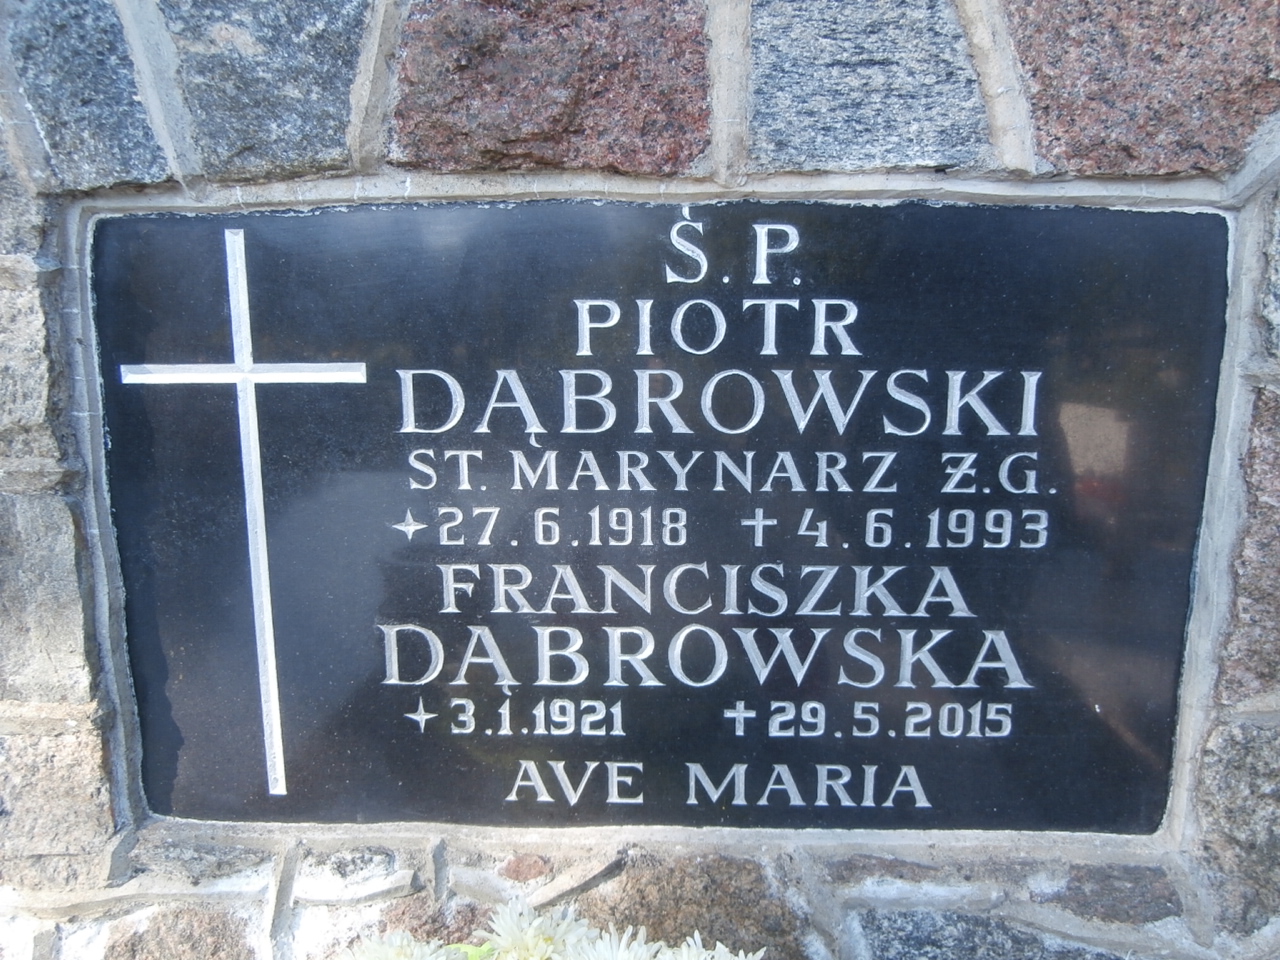 Ś.P.
PIOTR
DĄBROWSKI
ST. MARYNARZ Ż.G.
27.6.1918 † 4.6.1993
FRANCISZKA
DĄBROWSKA
3.1.1921 † 29.5.2015
AVE MARIA